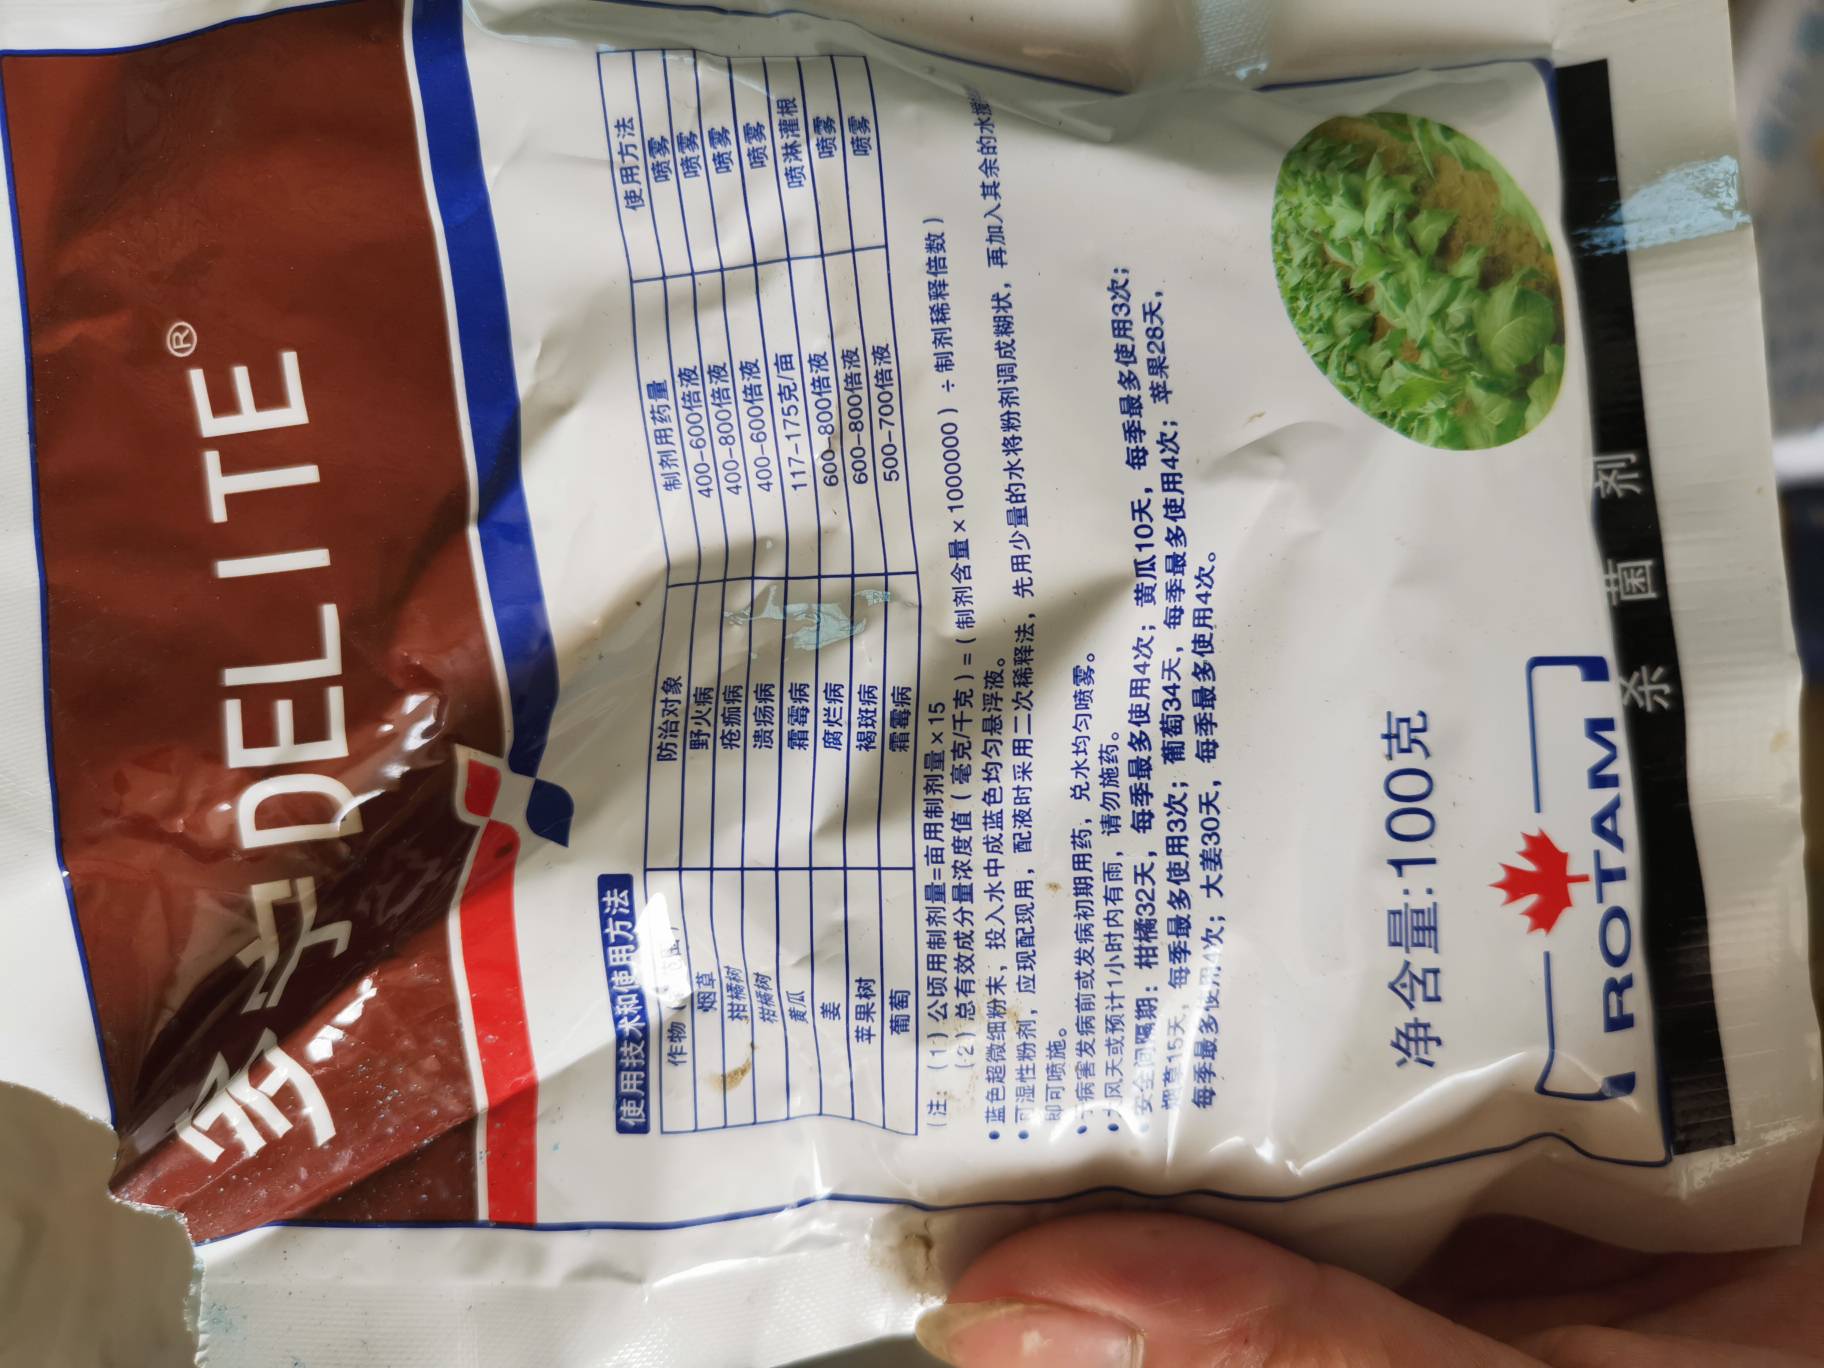 多宁DELITE®
使用技术和使用方法
作物 防治对象 制剂用药量 使用方法
烟草 野火病 400-600倍液 喷雾
柑橘树 疮痂病 400-800倍液 喷雾
柑橘树 溃疡病 400-600倍液 喷雾
黄瓜 霜霉病 117-175克/亩 喷雾
姜 腐烂病 600-800倍液 喷淋灌根
苹果树 褐斑病 600-800倍液 喷雾
葡萄 霜霉病 500-700倍液 喷雾
(注:(1)公顷用制剂量=亩用制剂量×15
(2)总有效成分量浓度值(毫克/千克)=(制剂含量×1000000)÷制剂稀释倍数)
•蓝色超微细粉末,投入水中成蓝色均匀悬浮液。
•可湿性粉剂,应现配现用,配液时采用二次稀释法,先用少量的水将粉剂调成糊状,再加入其余的水
即可喷施。
•病害发病前或发病初期用药,兑水均匀喷雾。
•风天或预计1小时内有雨,请勿施药。
•安全间隔期:柑橘32天,每季最多使用4次;黄瓜10天,每季最多使用3次;
烟草15天,每季最多使用3次;葡萄34天,每季最多使用4次;苹果28天,
每季最多使用4次;大姜30天,每季最多使用4次。
净含量:100克
ROTAM
杀菌剂